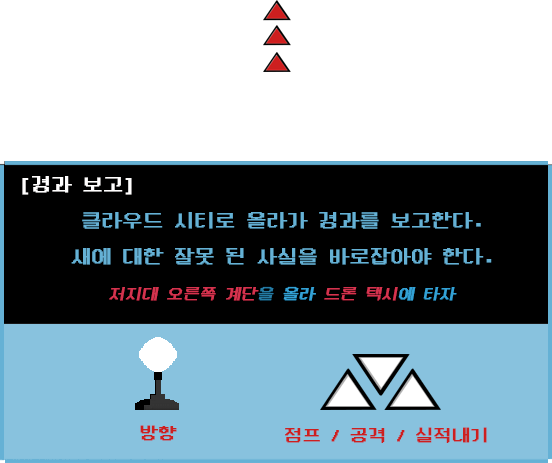 [경과 보고]
클라우드 시티로 올라가 경과를 보고한다.
새에 대한 잘못 된 사실을 바로잡아야 한다.
저지대 오른쪽 계단을 올라 드론 택시에 타자
방향
점프 / 공격 / 실적내기